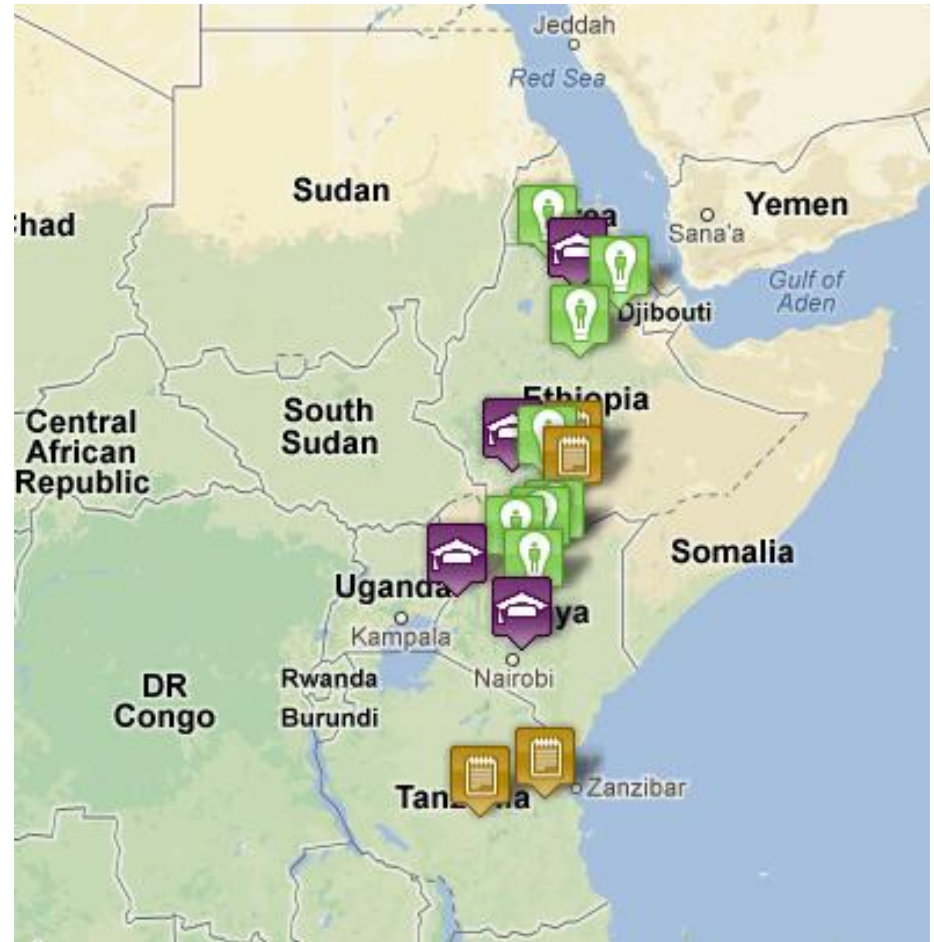 Jeddah
Red Sea
Sudan
Yemen
Sana'a
Gulf of
Aden
Djibouti
Ethiopia
Central
African
Republic
South
Sudan
Somalia
Uganda
Kampala
Nairobi
Rwanda
Burundi
DR
Congo
Zanzibar